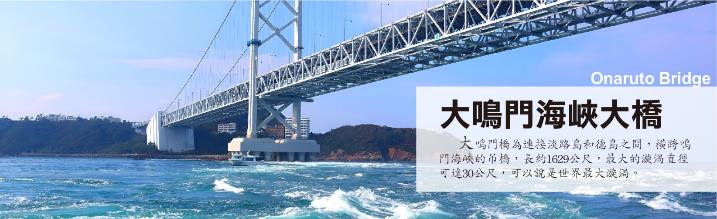 Onaruto Bridge
大鳴門海峽大橋
大鳴門橋為連接淡路島和德島之間，橫跨鳴
門海峽的吊橋，長約1629公尺，最大的漩渦直徑
可達30公尺，可以說是世界最大漩渦。